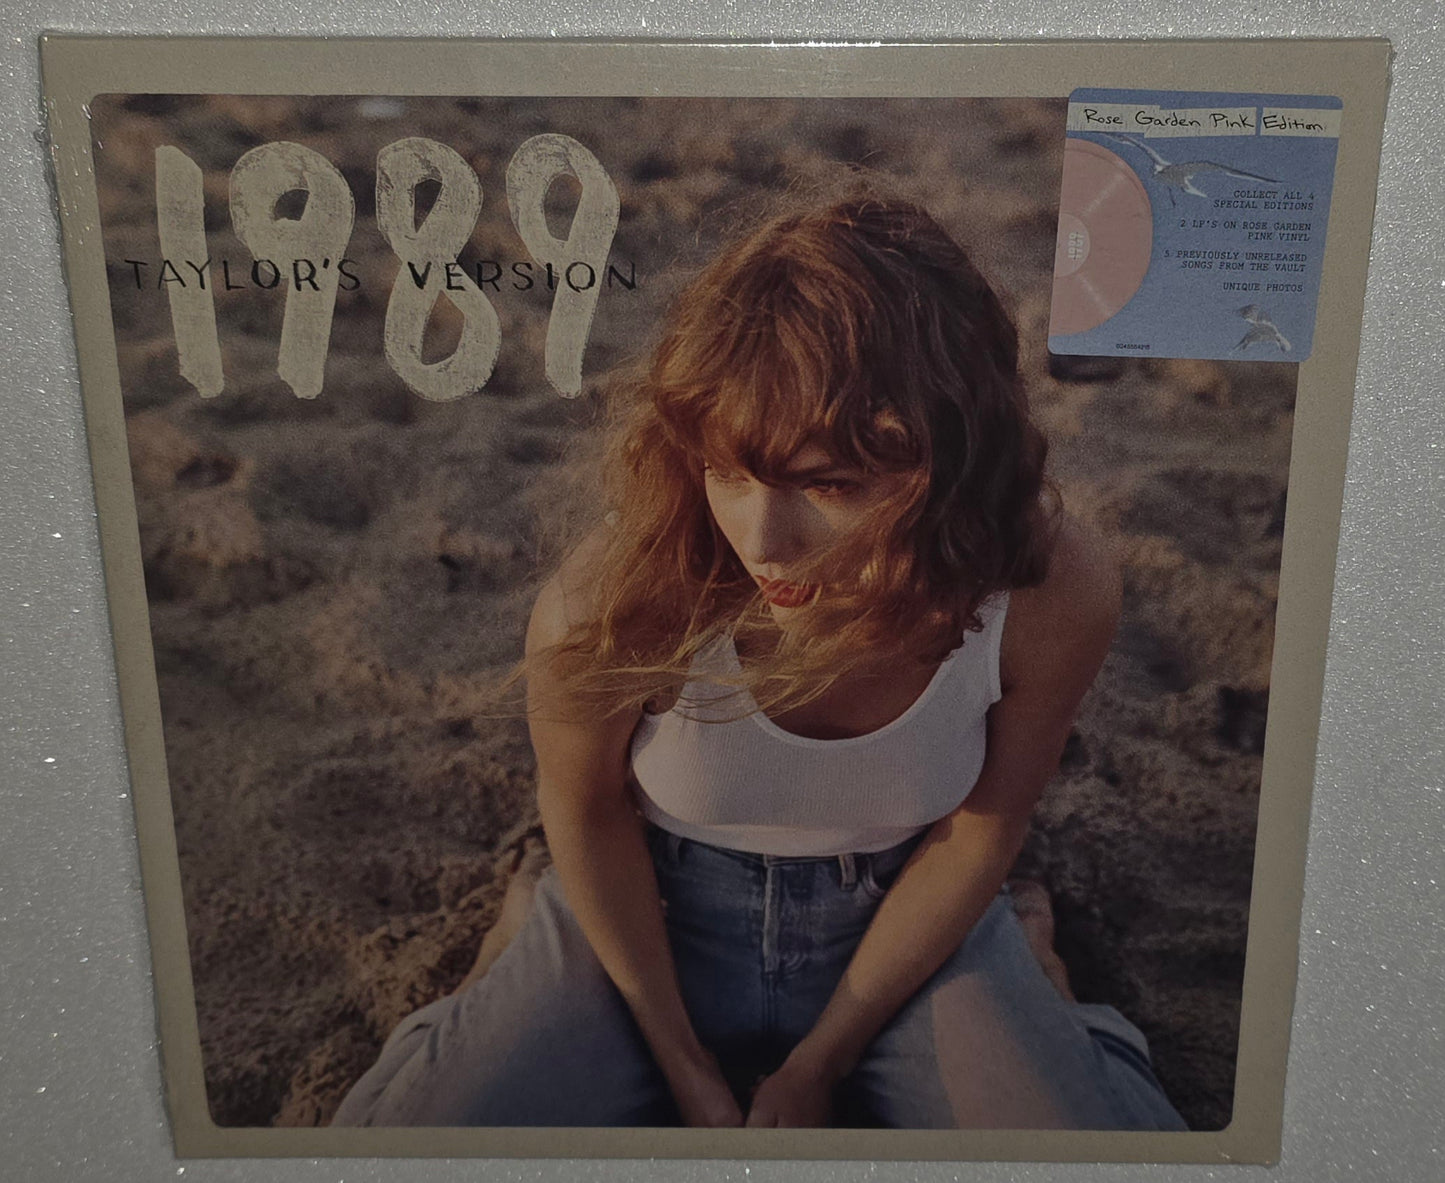 1989
TAYLOR'S VERSION
Rose Garden Pink Edition
COLLECT ALL 4
SPECIAL EDITIONS
2 LP'S ON ROSE GARDEN
PINK VINYL
5 PREVIOUSLY UNRELEASED
SONGS FROM THE VAULT
UNIQUE PHOTOS